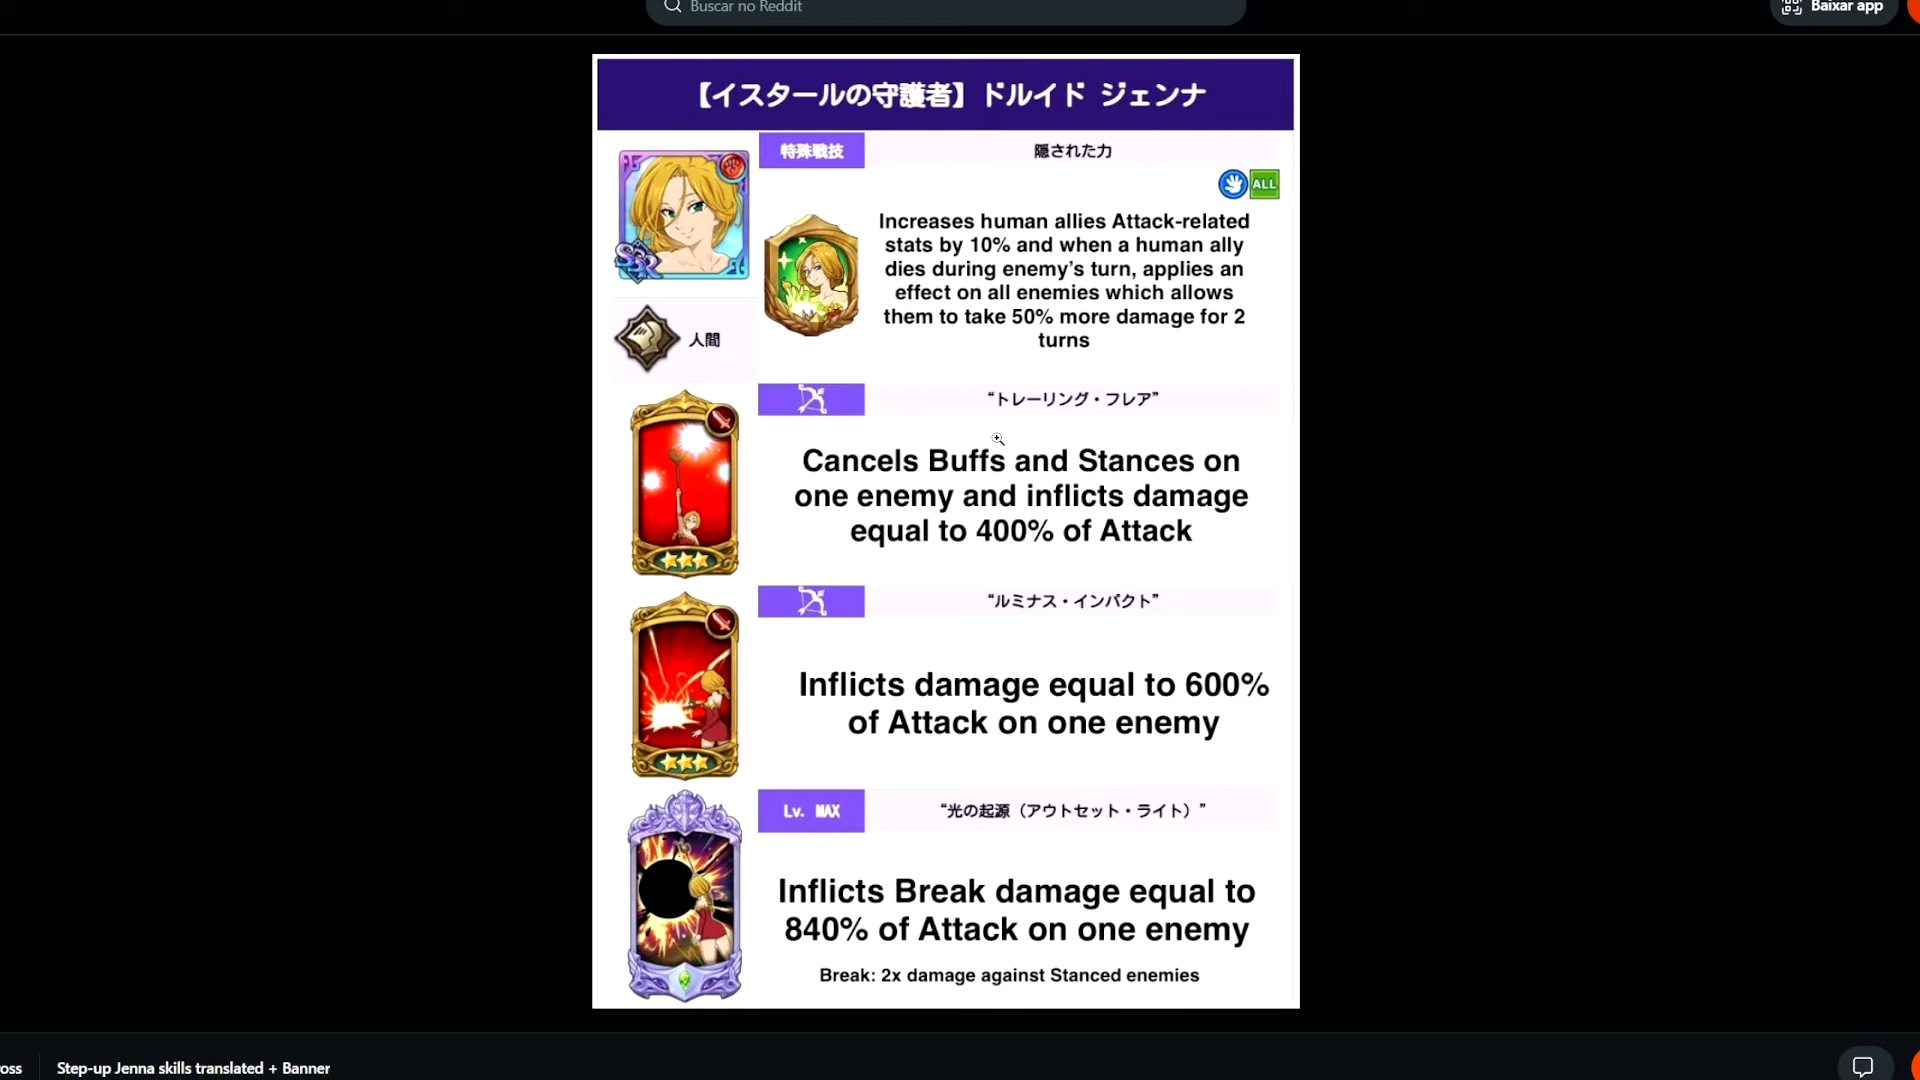 Buscar no Reddit
Baixar app
【イスタールの守護者】ドルイド ジェンナ
特殊戦技
隠された力
ALL
Increases human allies Attack-related
stats by 10% and when a human ally
dies during enemy's turn, applies an
effect on all enemies which allows
them to take 50% more damage for 2
turns
SSR
人間
“トレーリング・フレア”
Cancels Buffs and Stances on
one enemy and inflicts damage
equal to 400% of Attack
“ルミナス・インパクト”
Inflicts damage equal to 600%
of Attack on one enemy
Lv. MAX
“光の起源（アウトセット・ライト）”
Inflicts Break damage equal to
840% of Attack on one enemy
Break: 2x damage against Stanced enemies
oss
Step-up Jenna skills translated + Banner